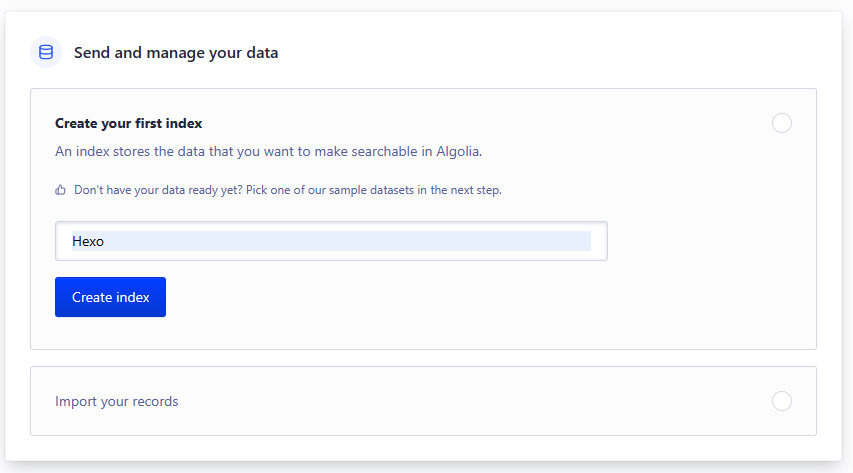 Send and manage your data
Create your first index
An index stores the data that you want to make searchable in Algolia.
Don't have your data ready yet? Pick one of our sample datasets in the next step.
Hexo
Create index
Import your records